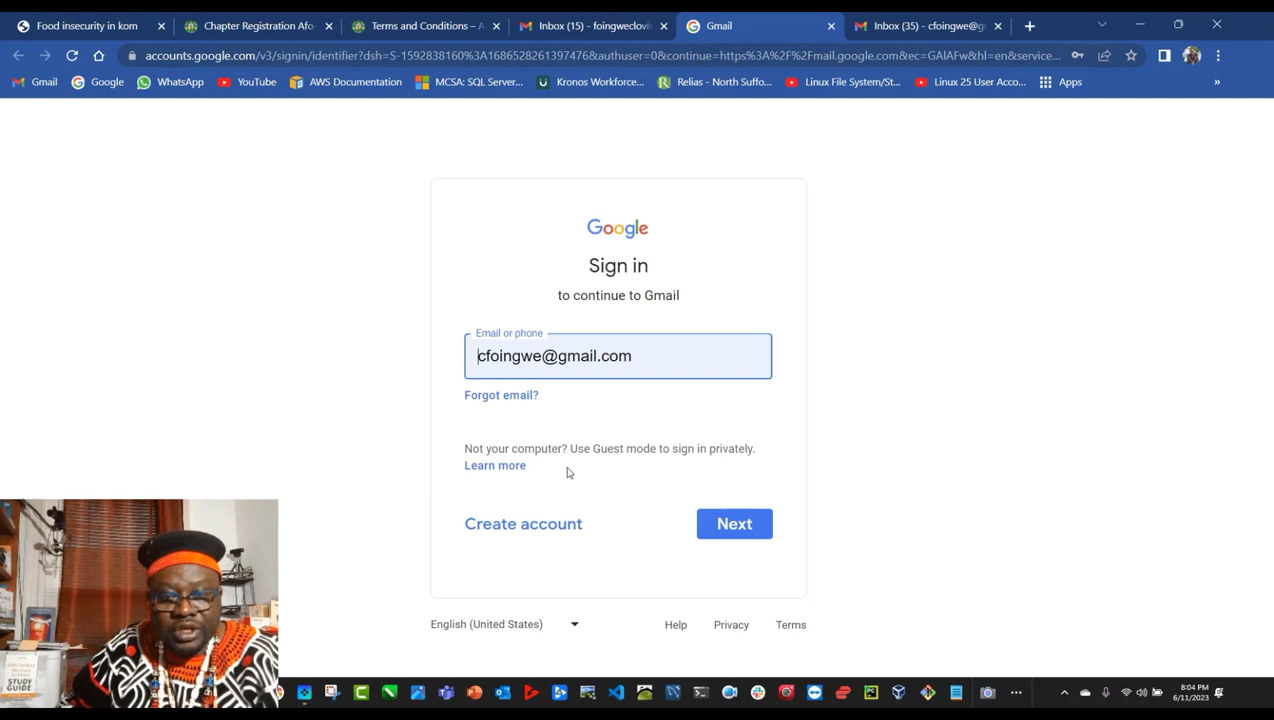 Food insecurity in kom
Chapter Registration Afo-
Terms and Conditions – A
Inbox (15) - foingweclovis
Gmail
Inbox (35) - cfoingwe@g
accounts.google.com/v3/signin/identifier?dsh=S-1592838160%3A1686528261397476&authuser=0&continue=https%3A%2F%2Fmail.google.com&ec=GAlAFw&hl=en&service...
Gmail
Google
WhatsApp
YouTube
AWS Documentation
MCSA: SQL Server...
Kronos Workforce...
Relias - North Suffo...
Linux File System/St...
Linux 25 User Acco...
Apps
»
Google
Sign in
to continue to Gmail
Email or phone
cfoingwe@gmail.com
Forgot email?
Not your computer? Use Guest mode to sign in privately.
Learn more
Create account
Next
English (United States)
Help
Privacy
Terms
STUDY
GUIDE
8:04 PM
6/11/2023